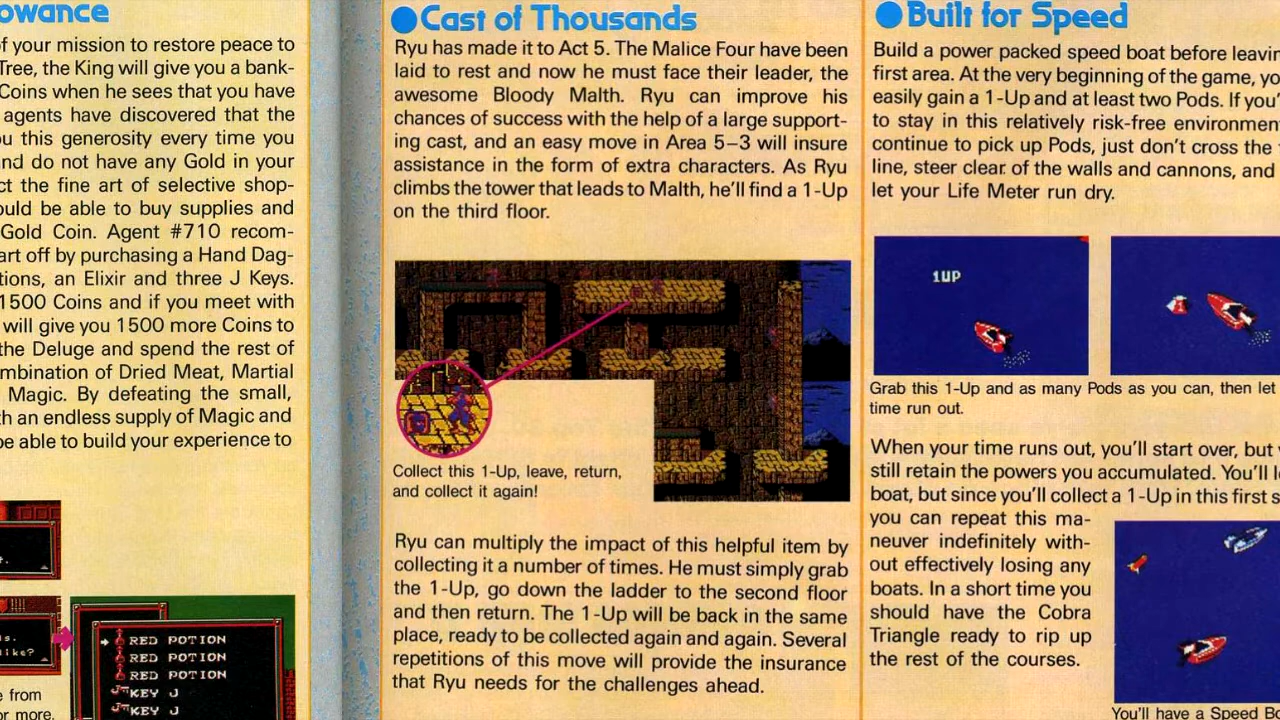 owance
of your mission to restore peace to
Tree, the King will give you a bank-
Coins when he sees that you have
agents have discovered that the
ou this generosity every time you
and do not have any Gold in your
ct the fine art of selective shop-
ould be able to buy supplies and
Gold Coin. Agent #710 recom-
art off by purchasing a Hand Dag-
tions, an Elixir and three J Keys.
1500 Coins and if you meet with
will give you 1500 more Coins to
the Deluge and spend the rest of
mbination of Dried Meat, Martial
Magic. By defeating the small,
th an endless supply of Magic and
be able to build your experience to
s.
like?
RED POTION
RED POTION
RED POTION
KEY J
KEY J
e from
or more.
Cast of Thousands
Ryu has made it to Act 5. The Malice Four have been
laid to rest and now he must face their leader, the
awesome Bloody Malth. Ryu can improve his
chances of success with the help of a large support-
ing cast, and an easy move in Area 5–3 will insure
assistance in the form of extra characters. As Ryu
climbs the tower that leads to Malth, he'll find a 1-Up
on the third floor.
Collect this 1-Up, leave, return,
and collect it again!
Ryu can multiply the impact of this helpful item by
collecting it a number of times. He must simply grab
the 1-Up, go down the ladder to the second floor
and then return. The 1-Up will be back in the same
place, ready to be collected again and again. Several
repetitions of this move will provide the insurance
that Ryu needs for the challenges ahead.
Built for Speed
Build a power packed speed boat before leavin
first area. At the very beginning of the game, yo
easily gain a 1-Up and at least two Pods. If you'
to stay in this relatively risk-free environmen
continue to pick up Pods, just don't cross the
line, steer clear of the walls and cannons, and
let your Life Meter run dry.
1UP
Grab this 1-Up and as many Pods as you can, then let
time run out.
When your time runs out, you'll start over, but
still retain the powers you accumulated. You'll l
boat, but since you'll collect a 1-Up in this first s
you can repeat this ma-
neuver indefinitely with-
out effectively losing any
boats. In a short time you
should have the Cobra
Triangle ready to rip up
the rest of the courses.
You'll have a Speed Bo